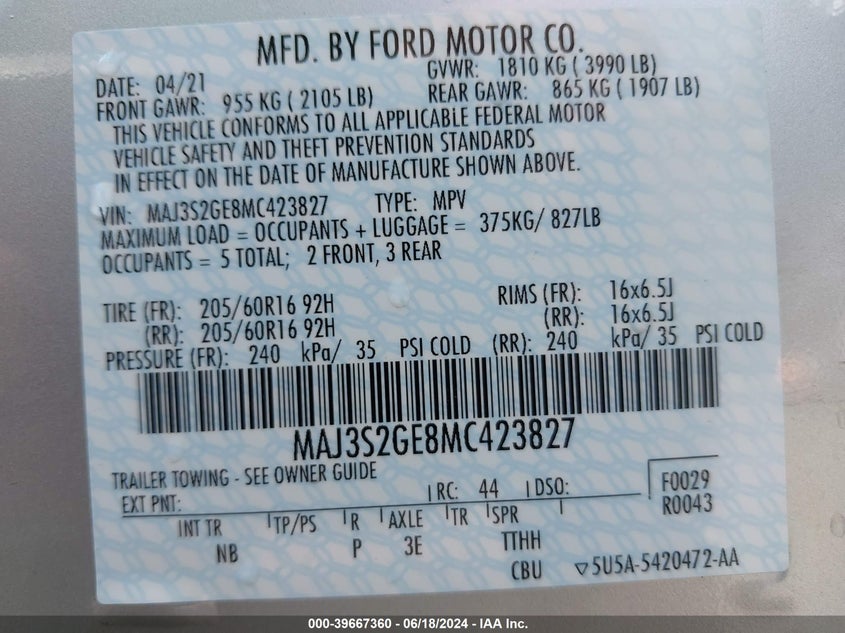 MFD. BY FORD MOTOR CO.
DATE: 04/21 GVWR: 1810 KG ( 3990 LB)
FRONT GAWR: 955 KG ( 2105 LB) REAR GAWR: 865 KG ( 1907 LB)
THIS VEHICLE CONFORMS TO ALL APPLICABLE FEDERAL MOTOR
VEHICLE SAFETY AND THEFT PREVENTION STANDARDS
IN EFFECT ON THE DATE OF MANUFACTURE SHOWN ABOVE.
VIN: MAJ3S2GE8MC423827 TYPE: MPV
MAXIMUM LOAD = OCCUPANTS + LUGGAGE = 375KG/ 827LB
OCCUPANTS = 5 TOTAL; 2 FRONT, 3 REAR
TIRE (FR): 205/60R16 92H RIMS (FR): 16x6.5J
(RR): 205/60R16 92H (RR): 16x6.5J
PRESSURE (FR): 240 kPa/ 35 PSI COLD (RR): 240 kPa/ 35 PSI COLD
MAJ3S2GE8MC423827
TRAILER TOWING - SEE OWNER GUIDE
EXT PNT: RC: 44 DSO: F0029
R0043
INT TR TP/PS R AXLE TR SPR
NB P 3E TTHH
CBU 5U5A-5420472-AA
000-39667360 - 06/18/2024 - IAA Inc.